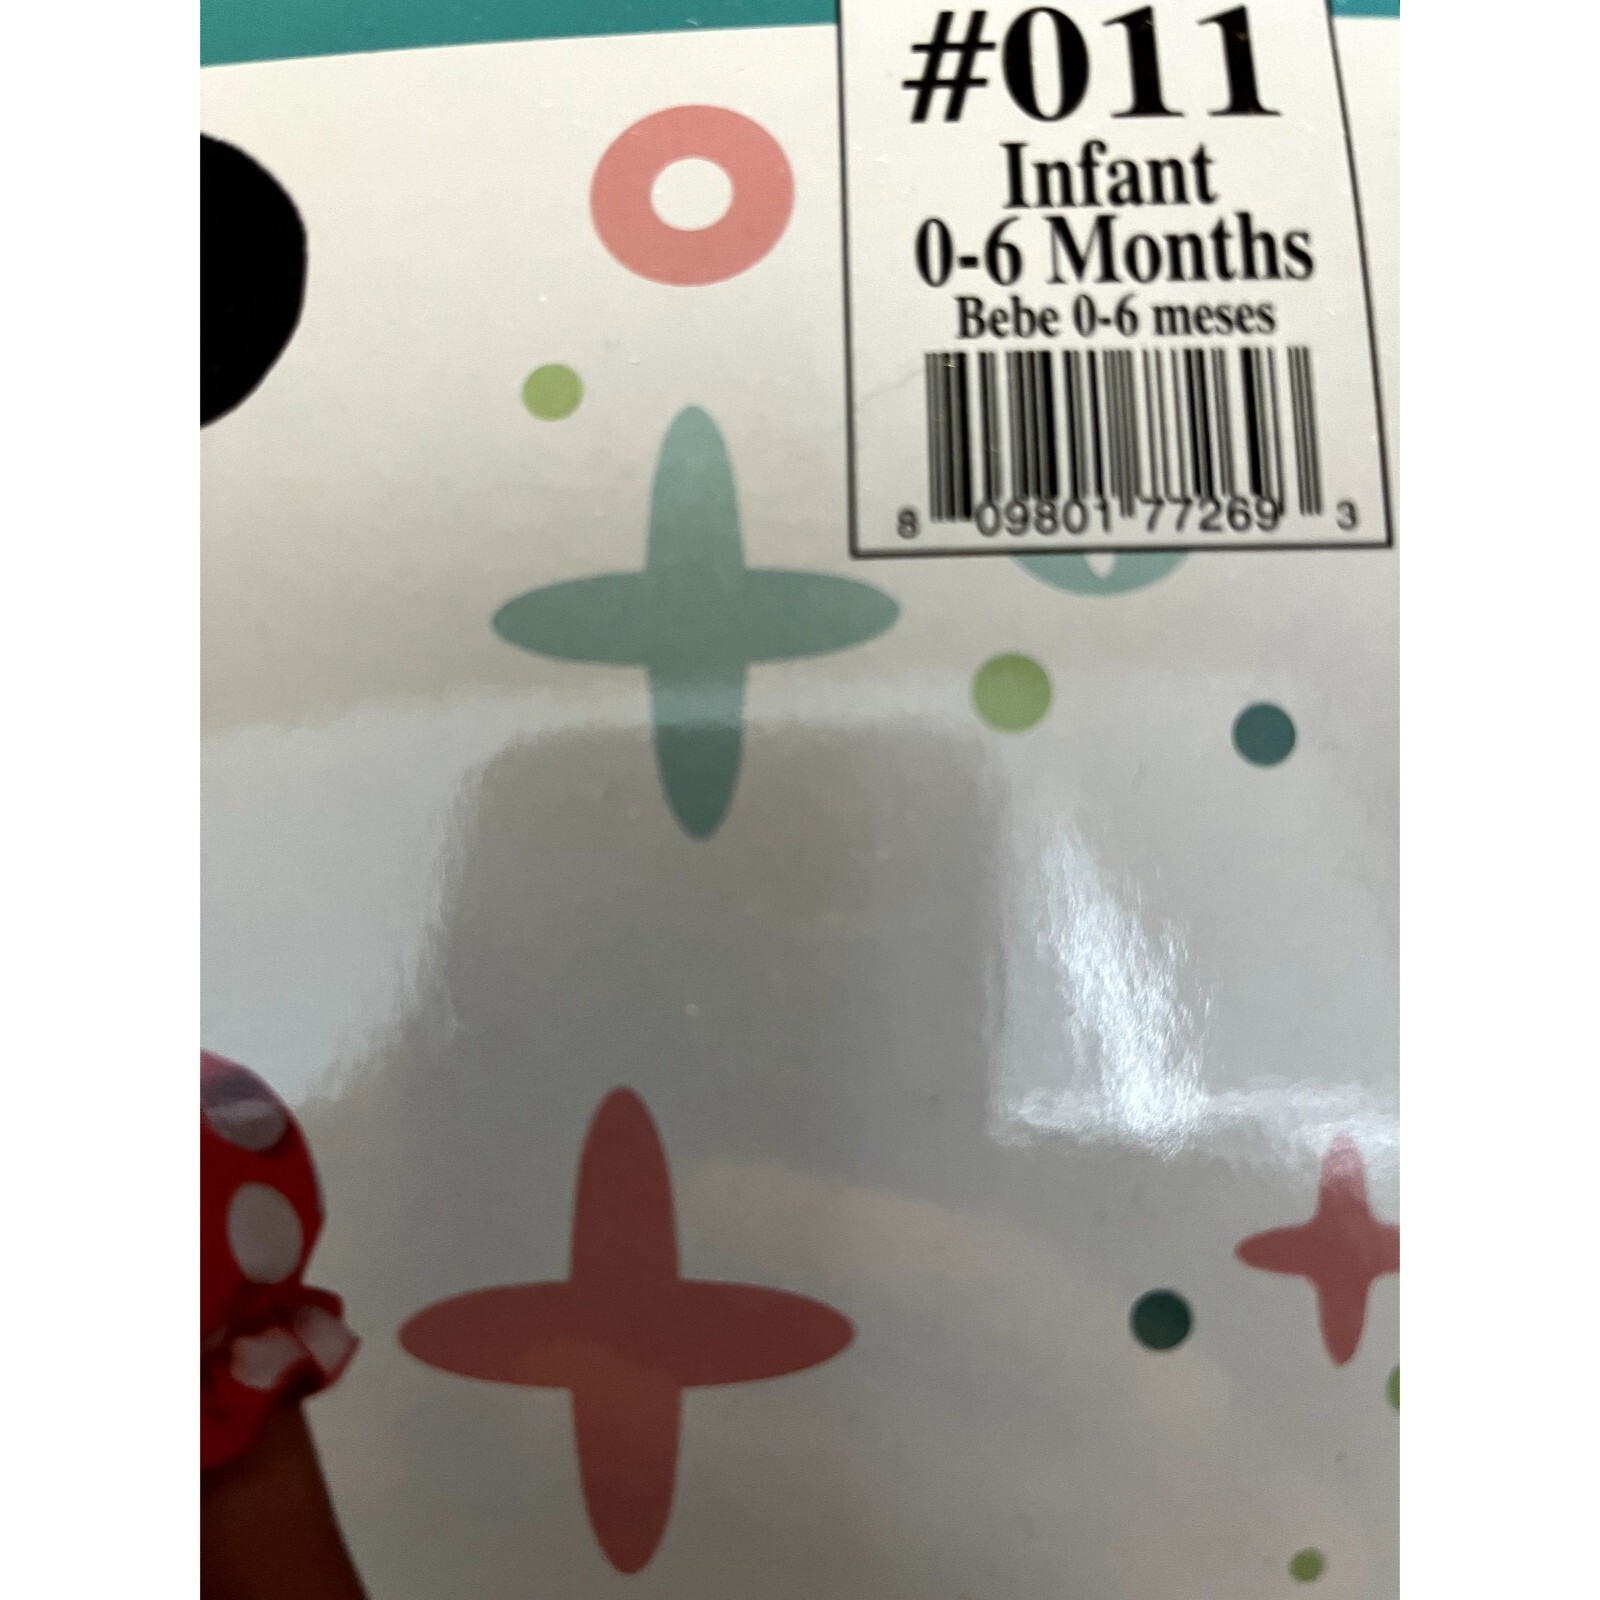 #011
Infant
0-6 Months
Bebe 0-6 meses
8 09801 77269 3